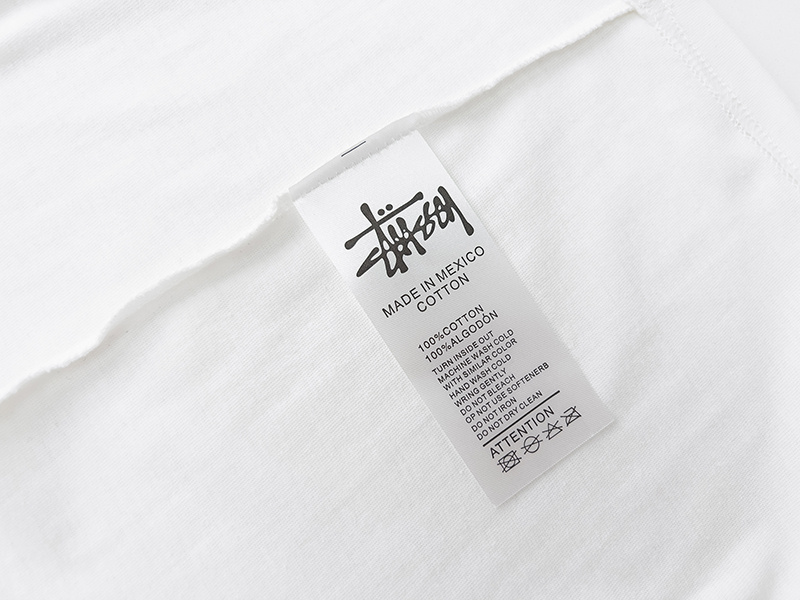 Stüssy
MADE IN MEXICO
COTTON
100%COTTON
100%ALGODÓN
TURN INSIDE OUT
MACHINE WASH COLD
WITH SIMILAR COLOR
HAND WASH COLD
WRING GENTLY
DO NOT BLEACH
OP NOT USE SOFTENERB
DO NOT IRON
DO NOT DRY CLEAN
ATTENTION